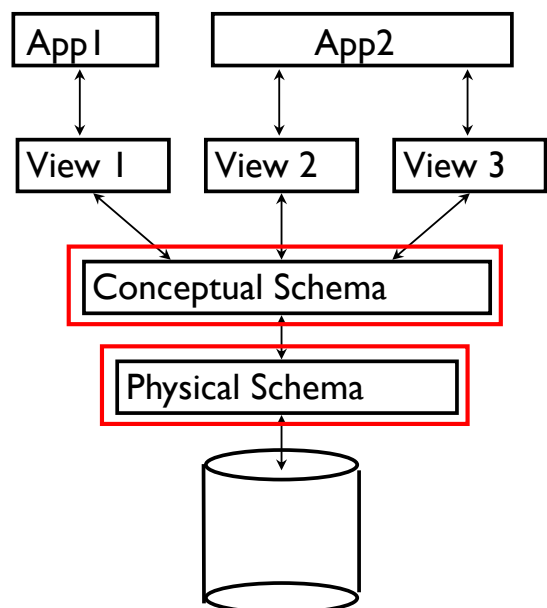 App1
App2
View 1
View 2
View 3
Conceptual Schema
Physical Schema